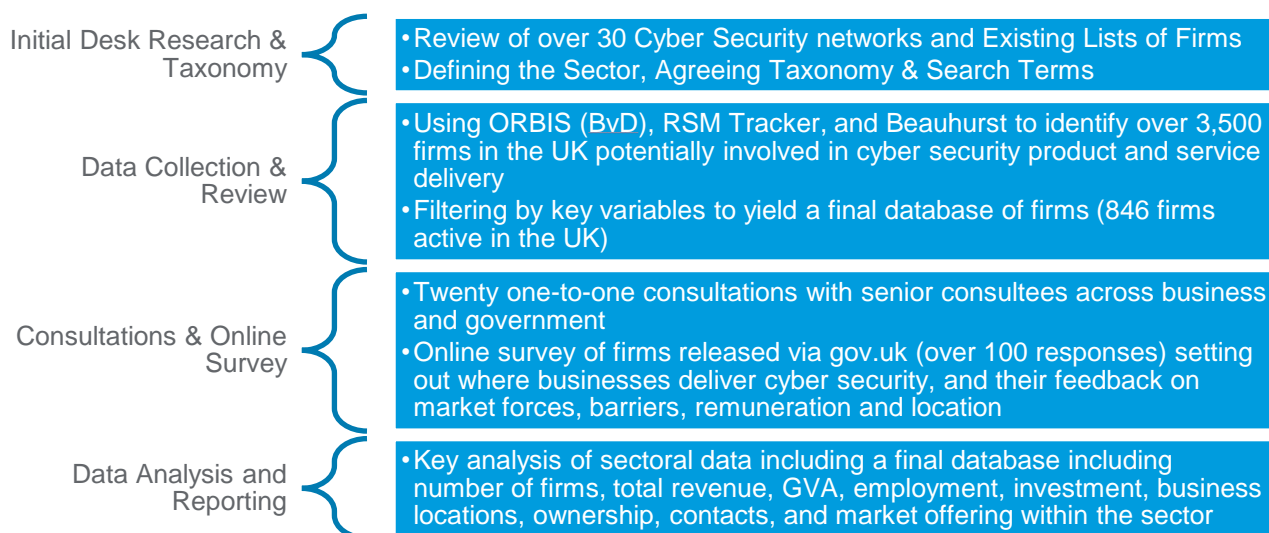 Initial Desk Research &
Taxonomy
•Review of over 30 Cyber Security networks and Existing Lists of Firms
•Defining the Sector, Agreeing Taxonomy & Search Terms
Data Collection &
Review
•Using ORBIS (BvD), RSM Tracker, and Beauhurst to identify over 3,500
firms in the UK potentially involved in cyber security product and service
delivery
•Filtering by key variables to yield a final database of firms (846 firms
active in the UK)
Consultations & Online
Survey
•Twenty one-to-one consultations with senior consultees across business
and government
•Online survey of firms released via gov.uk (over 100 responses) setting
out where businesses deliver cyber security, and their feedback on
market forces, barriers, remuneration and location
Data Analysis and
Reporting
•Key analysis of sectoral data including a final database including
number of firms, total revenue, GVA, employment, investment, business
locations, ownership, contacts, and market offering within the sector